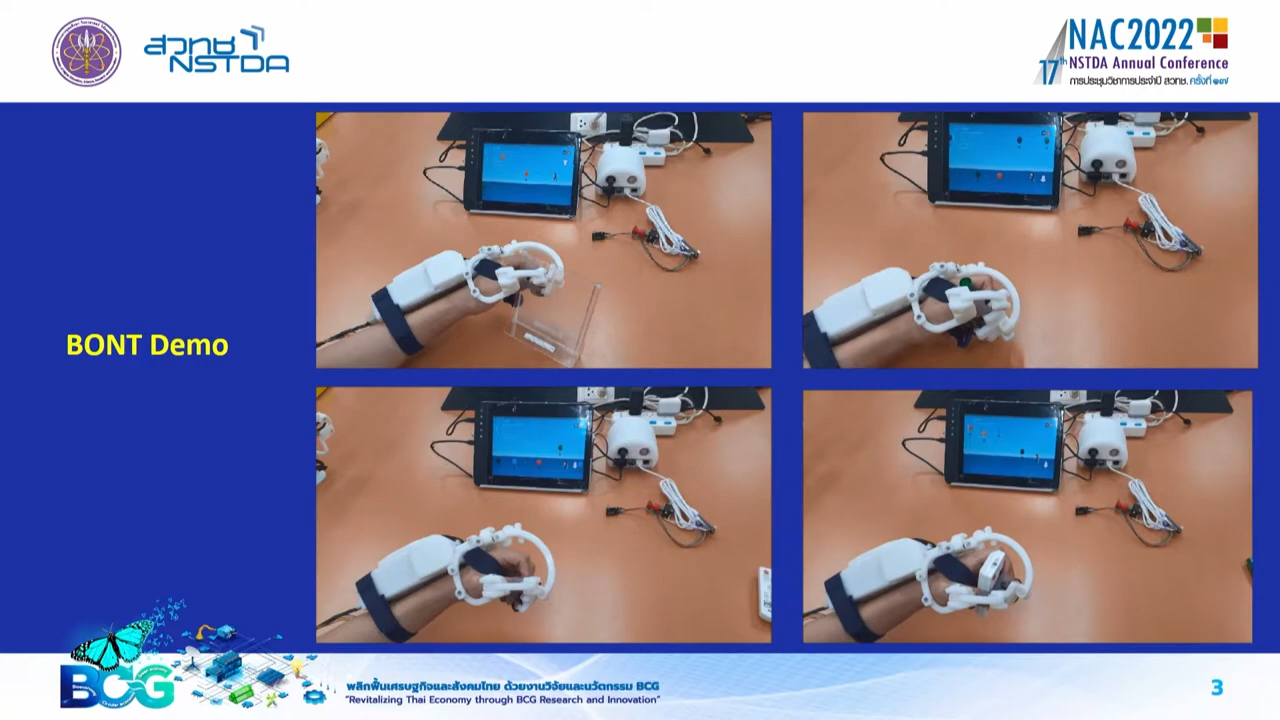 สวทช
NSTDA
NAC2022
17th NSTDA Annual Conference
การประชุมวิชาการประจำปี สวทช. ครั้งที่ ๑๗
BONT Demo
BCG
พลิกฟื้นเศรษฐกิจและสังคมไทย ด้วยงานวิจัยและนวัตกรรม BCG
"Revitalizing Thai Economy through BCG Research and Innovation"
3